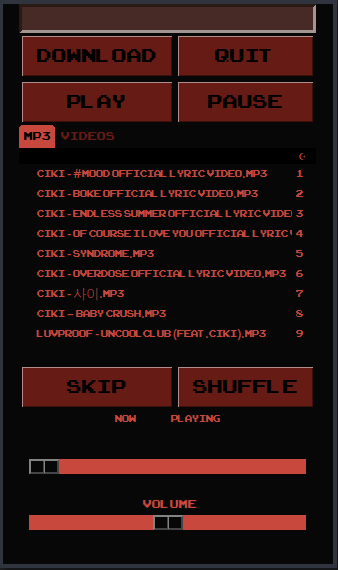 DOWNLOAD QUIT
PLAY PAUSE
MP3 VIDEOS
CIKI - #MOOD OFFICIAL LYRIC VIDEO.MP3 1
CIKI - BOKE OFFICIAL LYRIC VIDEO.MP3 2
CIKI - ENDLESS SUMMER OFFICIAL LYRIC VIDE 3
CIKI - OF COURSE I LOVE YOU OFFICIAL LYRIC 4
CIKI - SYNDROME.MP3 5
CIKI - OVERDOSE OFFICIAL LYRIC VIDEO.MP3 6
CIKI - 사이.MP3 7
CIKI – BABY CRUSH.MP3 8
LUVPROOF - UNCOOL CLUB (FEAT. CIKI).MP3 9
SKIP SHUFFLE
NOW PLAYING
VOLUME